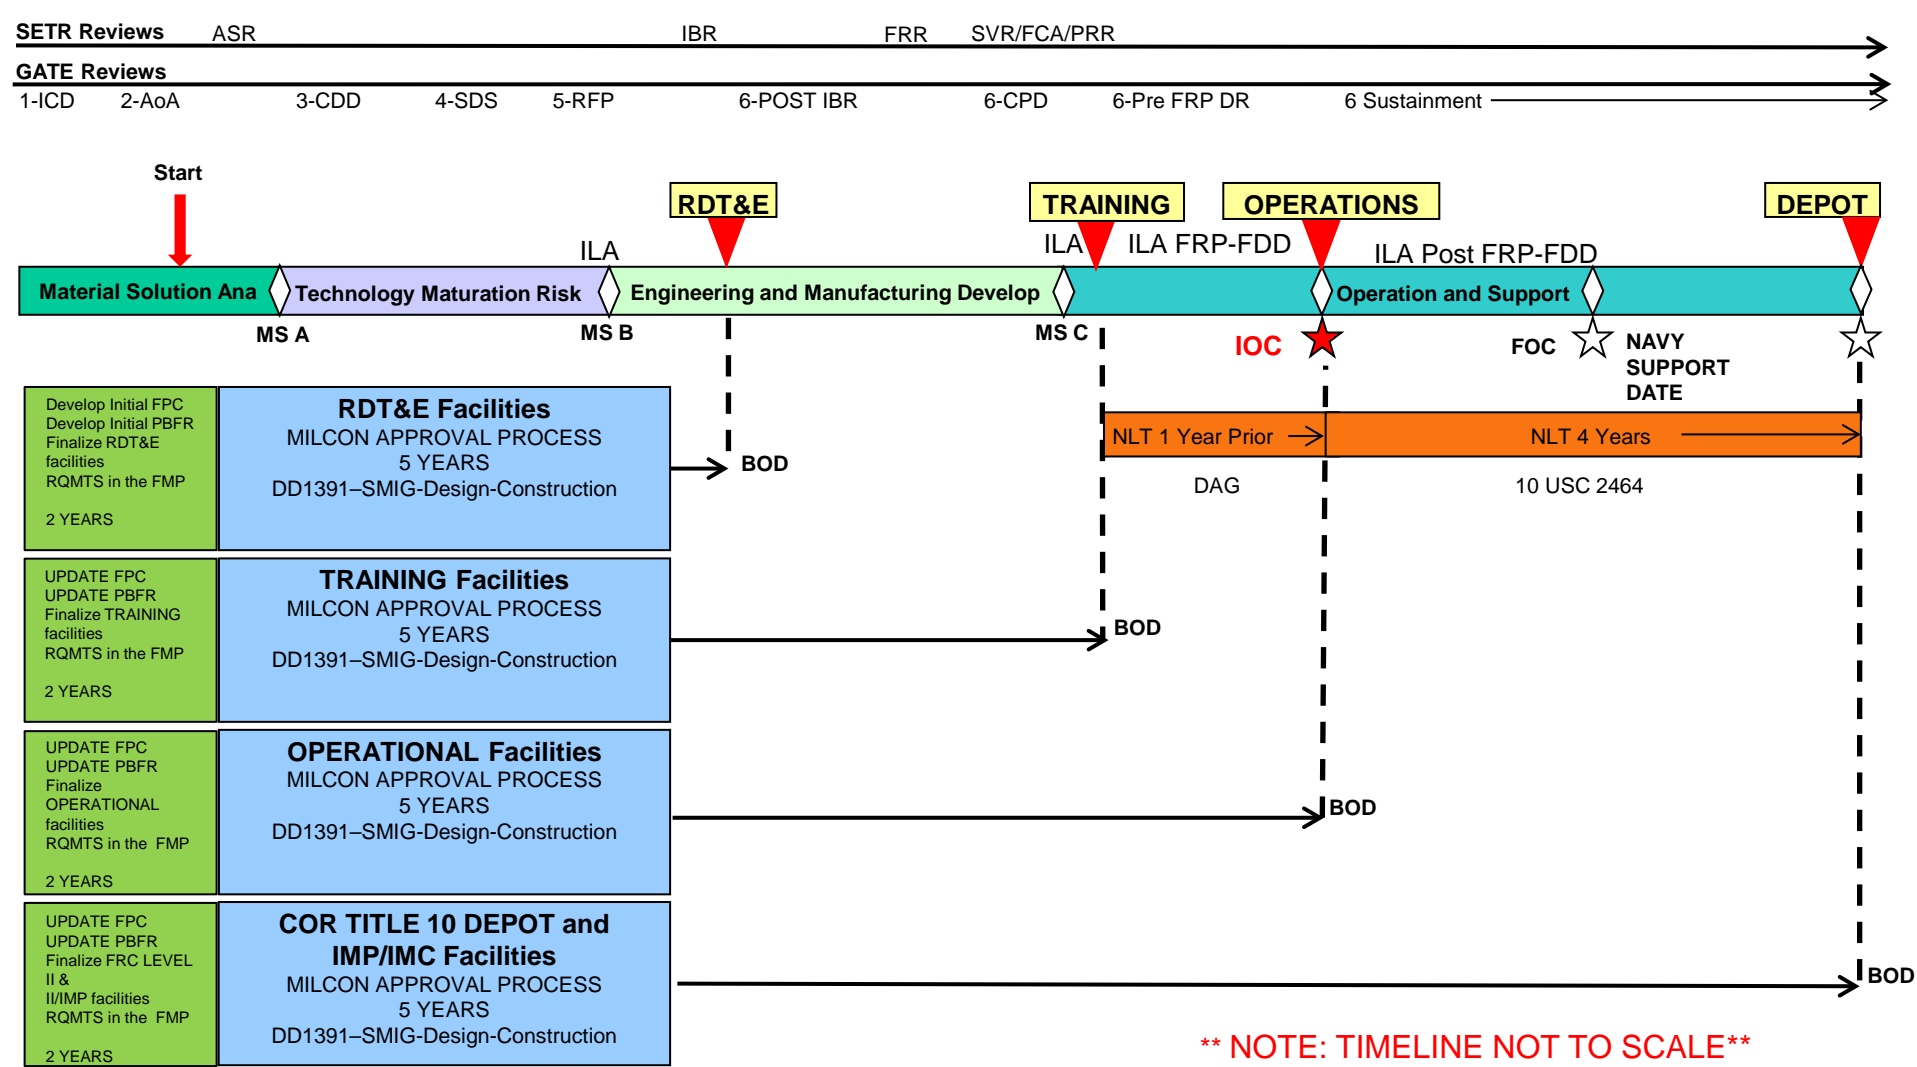 SETR Reviews ASR IBR FRR SVR/FCA/PRR
GATE Reviews
1-ICD 2-AoA 3-CDD 4-SDS 5-RFP 6-POST IBR 6-CPD 6-Pre FRP DR 6 Sustainment
Start
RDT&E TRAINING OPERATIONS DEPOT
ILA ILA ILA FRP-FDD ILA Post FRP-FDD
Material Solution Ana Technology Maturation Risk Engineering and Manufacturing Develop Operation and Support
MS A MS B MS C IOC FOC NAVY
SUPPORT
DATE
NLT 1 Year Prior NLT 4 Years
DAG 10 USC 2464
Develop Initial FPC
Develop Initial PBFR
Finalize RDT&E
facilities
RQMTS in the FMP
2 YEARS
RDT&E Facilities
MILCON APPROVAL PROCESS
5 YEARS
DD1391–SMIG-Design-Construction
BOD
UPDATE FPC
UPDATE PBFR
Finalize TRAINING
facilities
RQMTS in the FMP
2 YEARS
TRAINING Facilities
MILCON APPROVAL PROCESS
5 YEARS
DD1391–SMIG-Design-Construction
BOD
UPDATE FPC
UPDATE PBFR
Finalize
OPERATIONAL
facilities
RQMTS in the FMP
2 YEARS
OPERATIONAL Facilities
MILCON APPROVAL PROCESS
5 YEARS
DD1391–SMIG-Design-Construction
BOD
UPDATE FPC
UPDATE PBFR
Finalize FRC LEVEL
II &
II/IMP facilities
RQMTS in the FMP
2 YEARS
COR TITLE 10 DEPOT and
IMP/IMC Facilities
MILCON APPROVAL PROCESS
5 YEARS
DD1391–SMIG-Design-Construction
BOD
** NOTE: TIMELINE NOT TO SCALE**